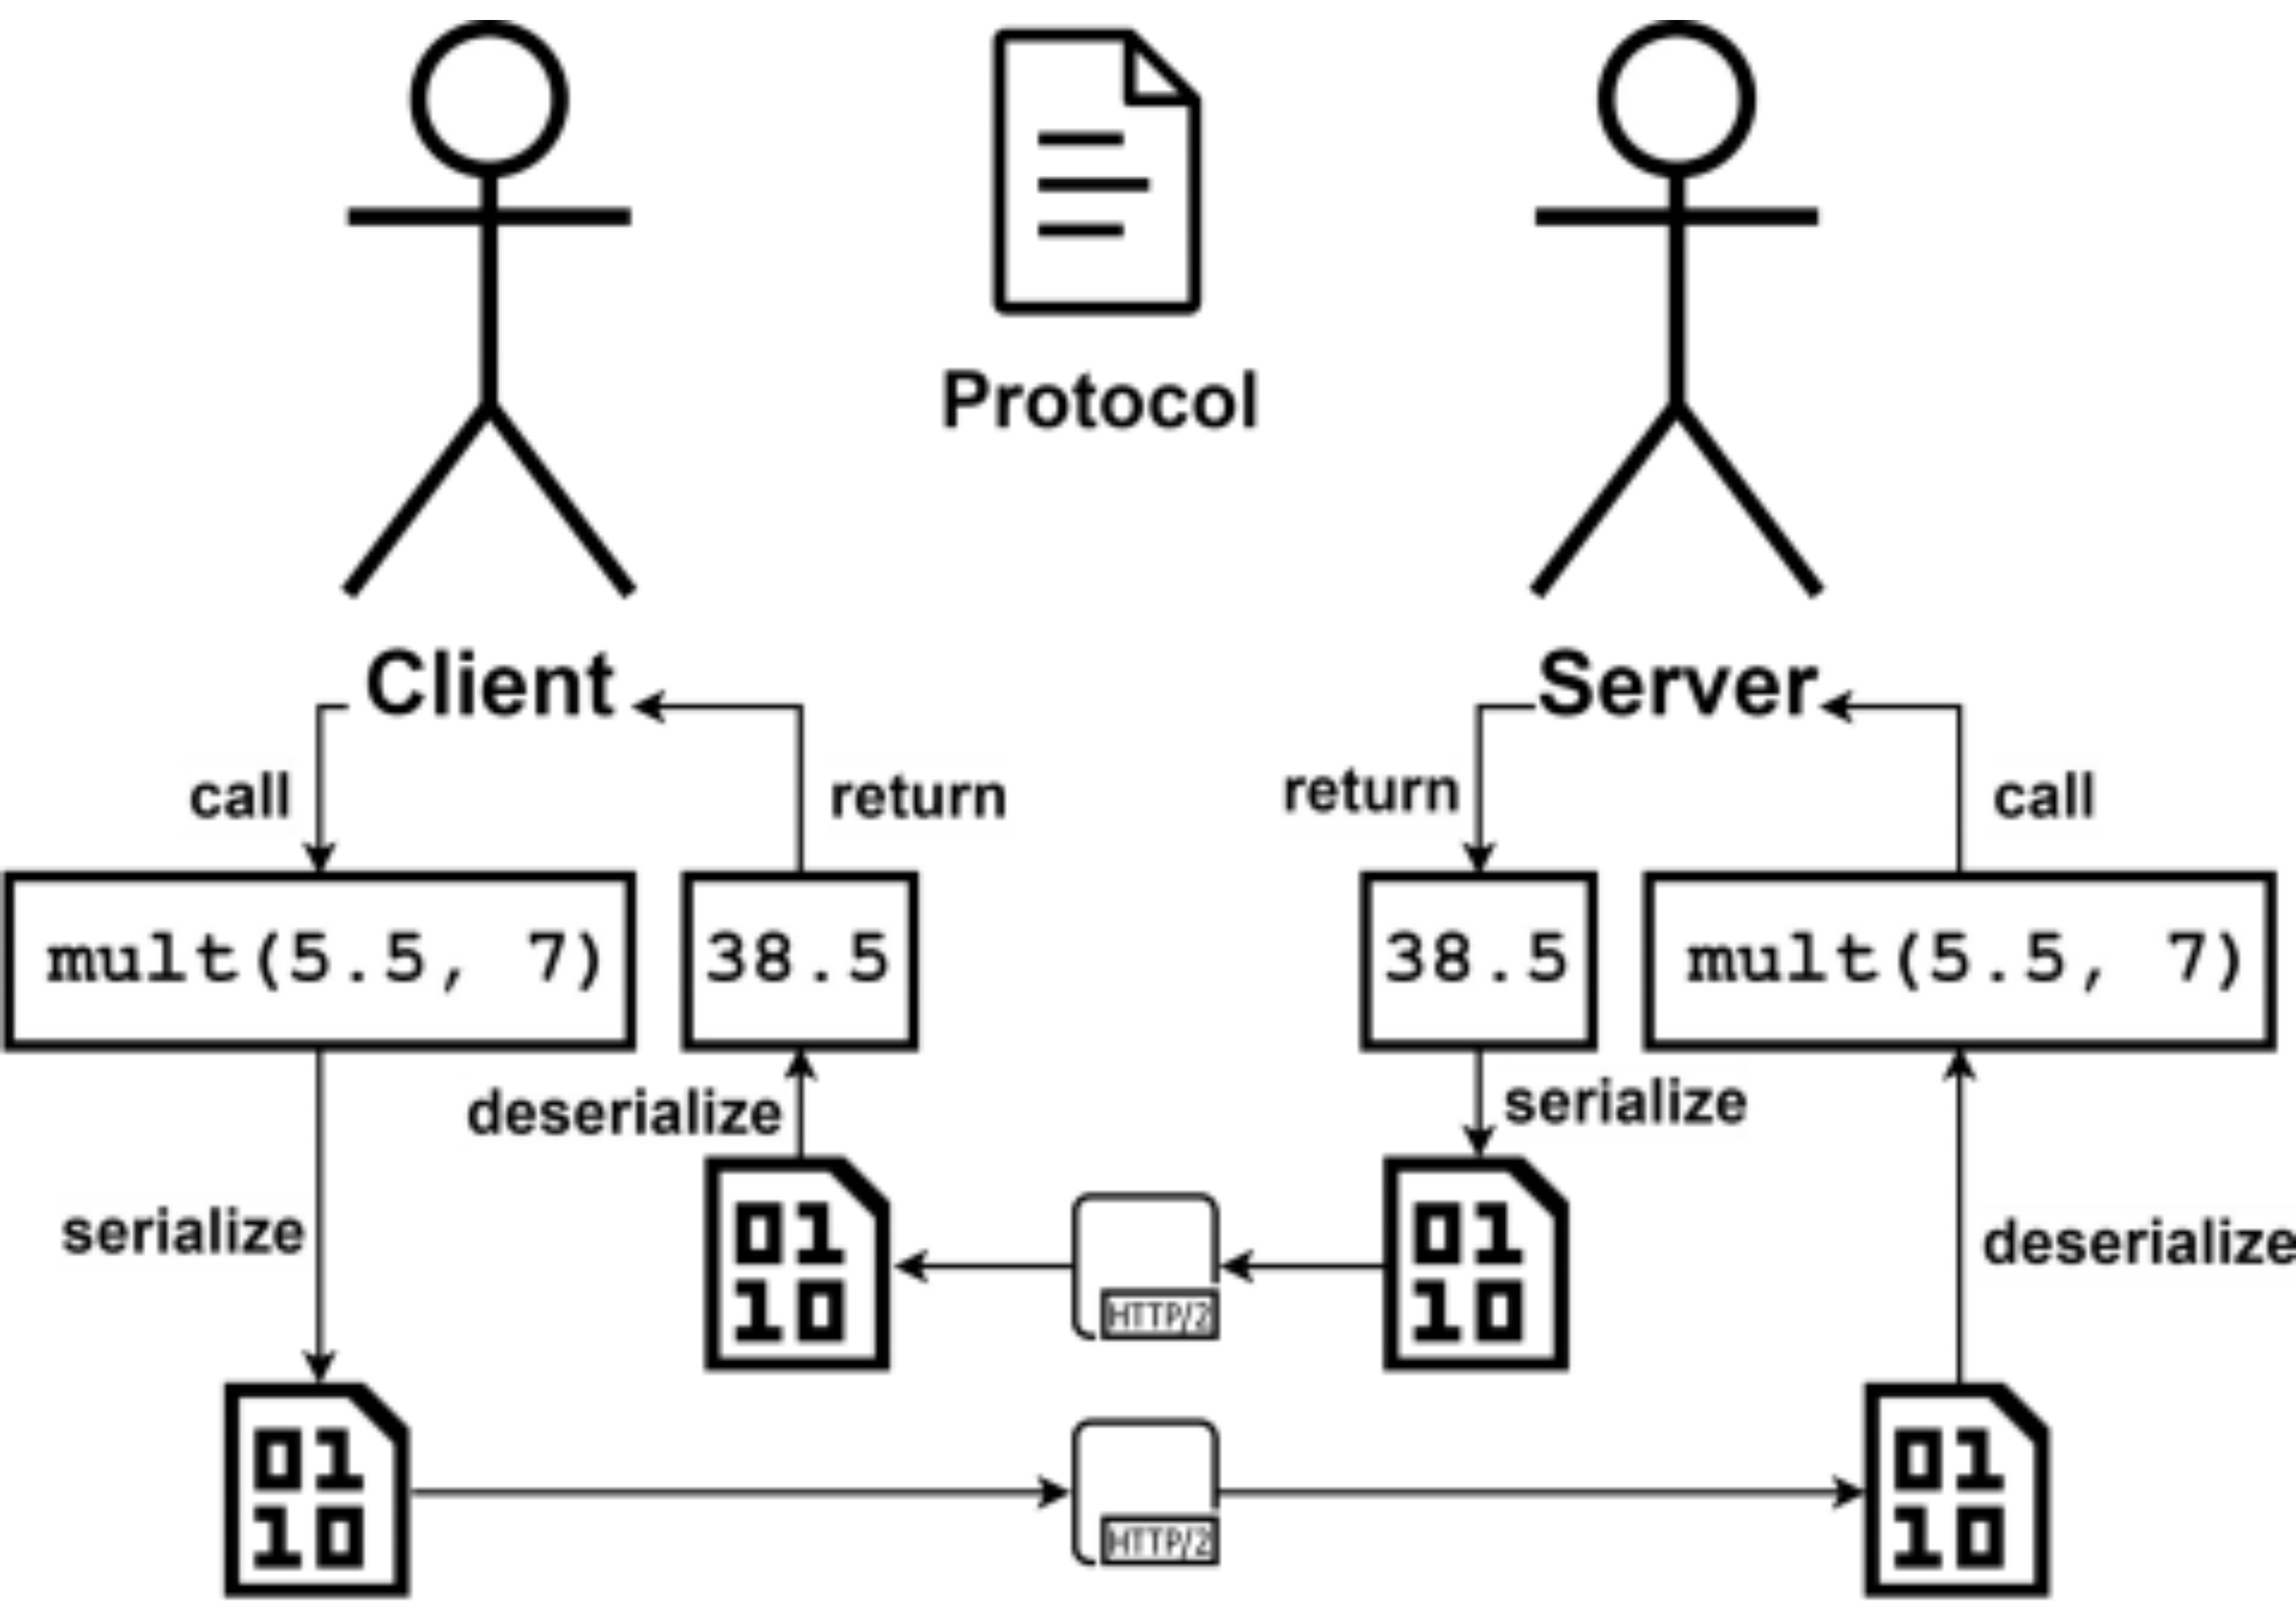 Protocol
Client
Server
call
return
return
call
mult(5.5, 7)
38.5
38.5
mult(5.5, 7)
deserialize
serialize
serialize
deserialize
01
10
01
10
HTTP/2
01
10
01
10
HTTP/2